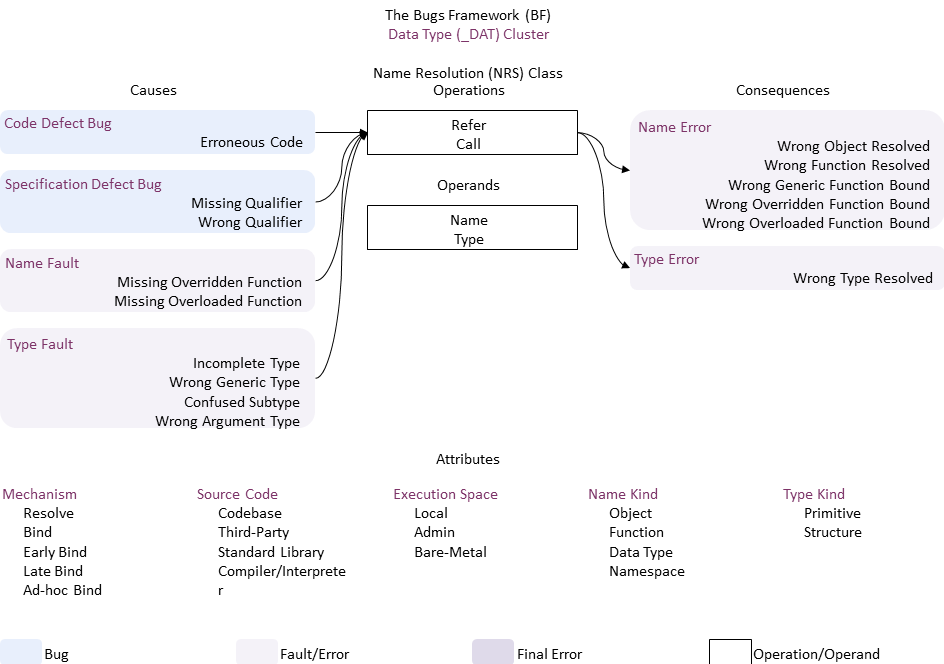 The Bugs Framework (BF)
Data Type (_DAT) Cluster
Name Resolution (NRS) Class
Causes
Operations
Consequences
Code Defect Bug
Erroneous Code
Specification Defect Bug
Missing Qualifier
Wrong Qualifier
Name Fault
Missing Overridden Function
Missing Overloaded Function
Type Fault
Incomplete Type
Wrong Generic Type
Confused Subtype
Wrong Argument Type
Refer
Call
Operands
Name
Type
Name Error
Wrong Object Resolved
Wrong Function Resolved
Wrong Generic Function Bound
Wrong Overridden Function Bound
Wrong Overloaded Function Bound
Type Error
Wrong Type Resolved
Attributes
Mechanism
Resolve
Bind
Early Bind
Late Bind
Ad-hoc Bind
Source Code
Codebase
Third-Party
Standard Library
Compiler/Interprete
r
Execution Space
Local
Admin
Bare-Metal
Name Kind
Object
Function
Data Type
Namespace
Type Kind
Primitive
Structure
Bug
Fault/Error
Final Error
Operation/Operand